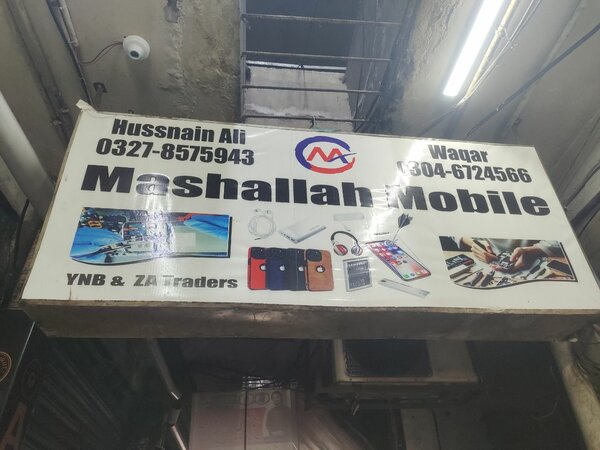 Hussnain Ali
0327-8575943
Waqar
0304-6724566
Mashallah Mobile
YNB & ZA Traders